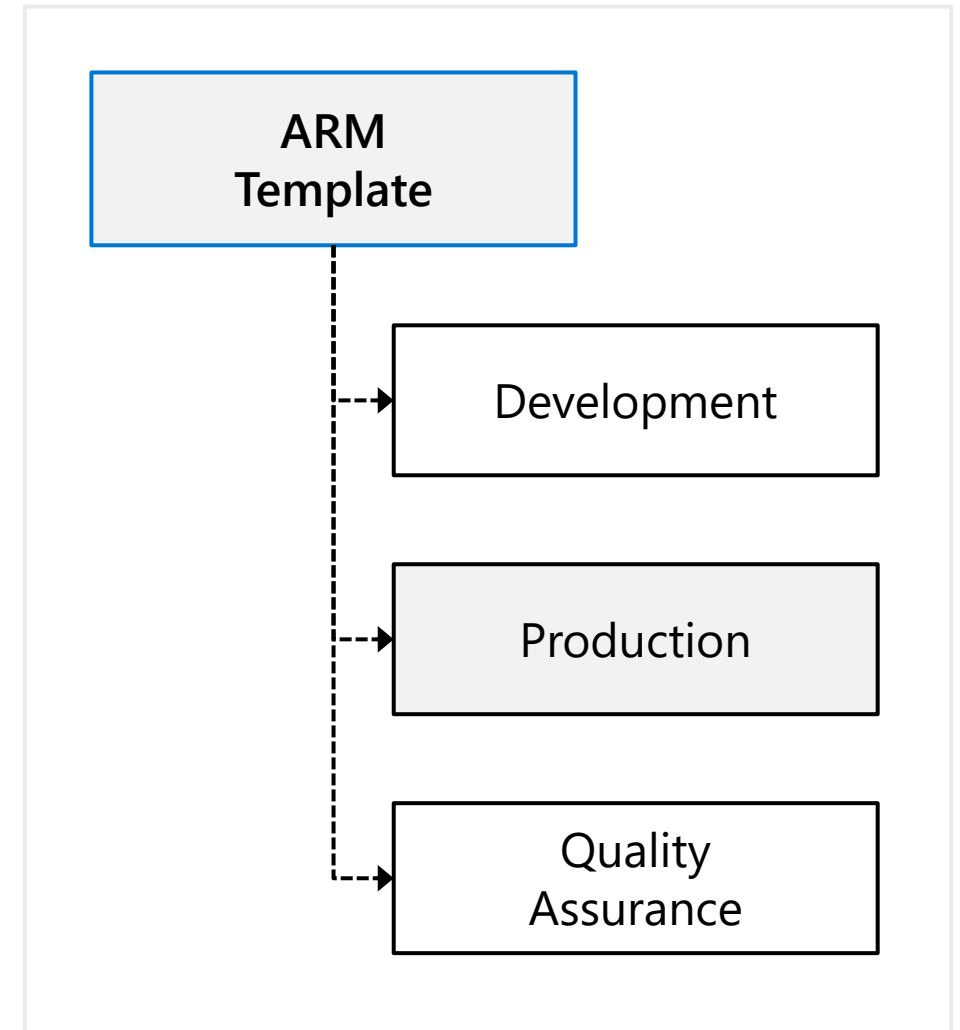 ARM
Template
Development
Production
Quality
Assurance